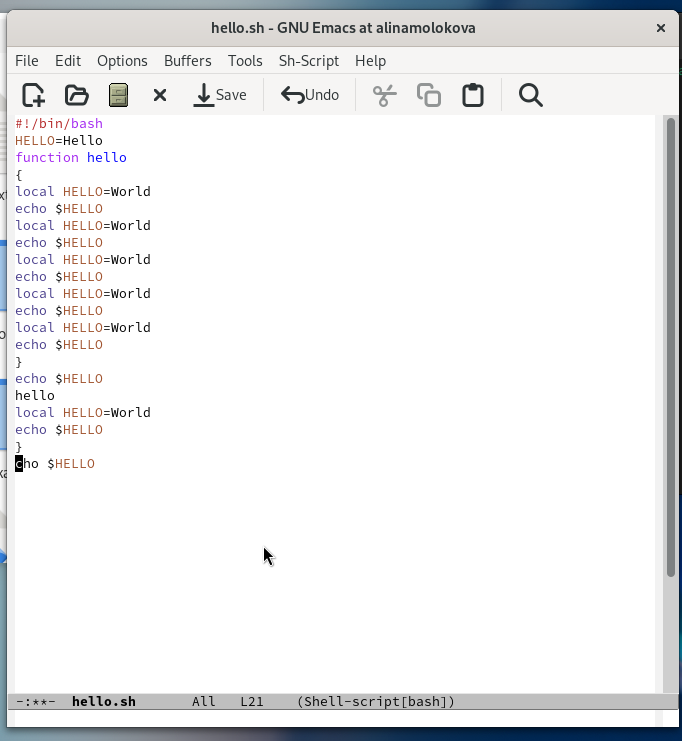 hello.sh - GNU Emacs at alinamolokova
File Edit Options Buffers Tools Sh-Script Help
Save Undo
#!/bin/bash
HELLO=Hello
function hello
{
local HELLO=World
echo $HELLO
local HELLO=World
echo $HELLO
local HELLO=World
echo $HELLO
local HELLO=World
echo $HELLO
local HELLO=World
echo $HELLO
}
echo $HELLO
hello
local HELLO=World
echo $HELLO
}
cho $HELLO
-:**- hello.sh All L21 (Shell-script[bash])